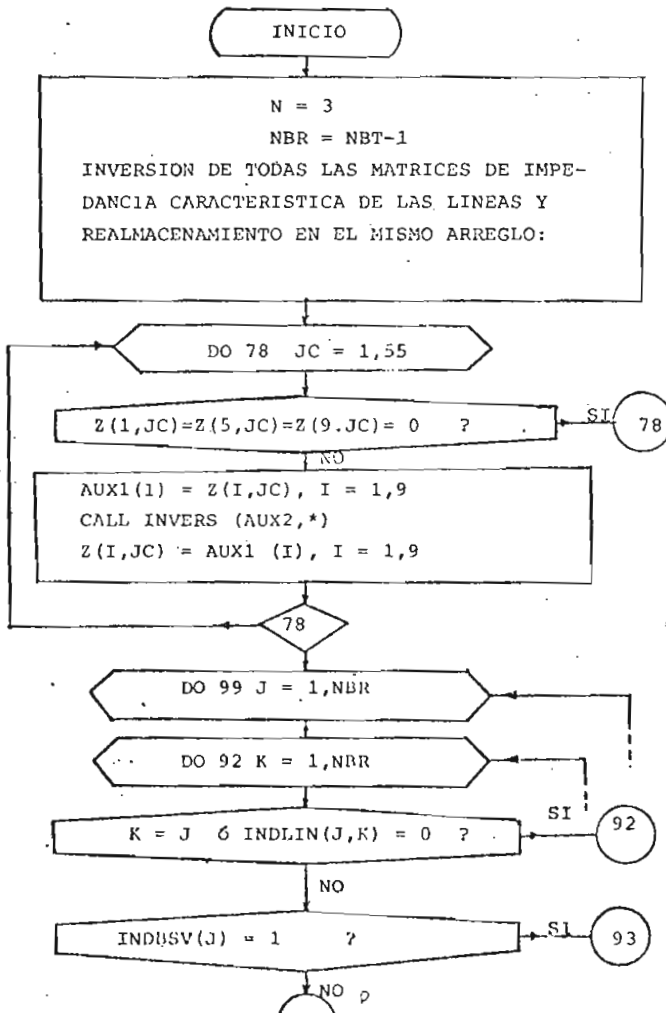 INICIO
N = 3
NBR = NBT-1
INVERSION DE TODAS LAS MATRICES DE IMPE-
DANCIA CARACTERISTICA DE LAS LINEAS Y
REALMACENAMIENTO EN EL MISMO ARREGLO:
DO 78 JC = 1,55
Z(1,JC)=Z(5,JC)=Z(9.JC)= 0 ?
SI
78
NO
AUX1(1) = Z(I,JC), I = 1,9
CALL INVERS (AUX2,*)
Z(I,JC) = AUX1 (I), I = 1,9
78
DO 99 J = 1,NBR
DO 92 K = 1,NBR
K = J ó INDLIN(J,K) = 0 ?
SI
92
NO
INDBSV(J) = 1 ?
SI
93
NO